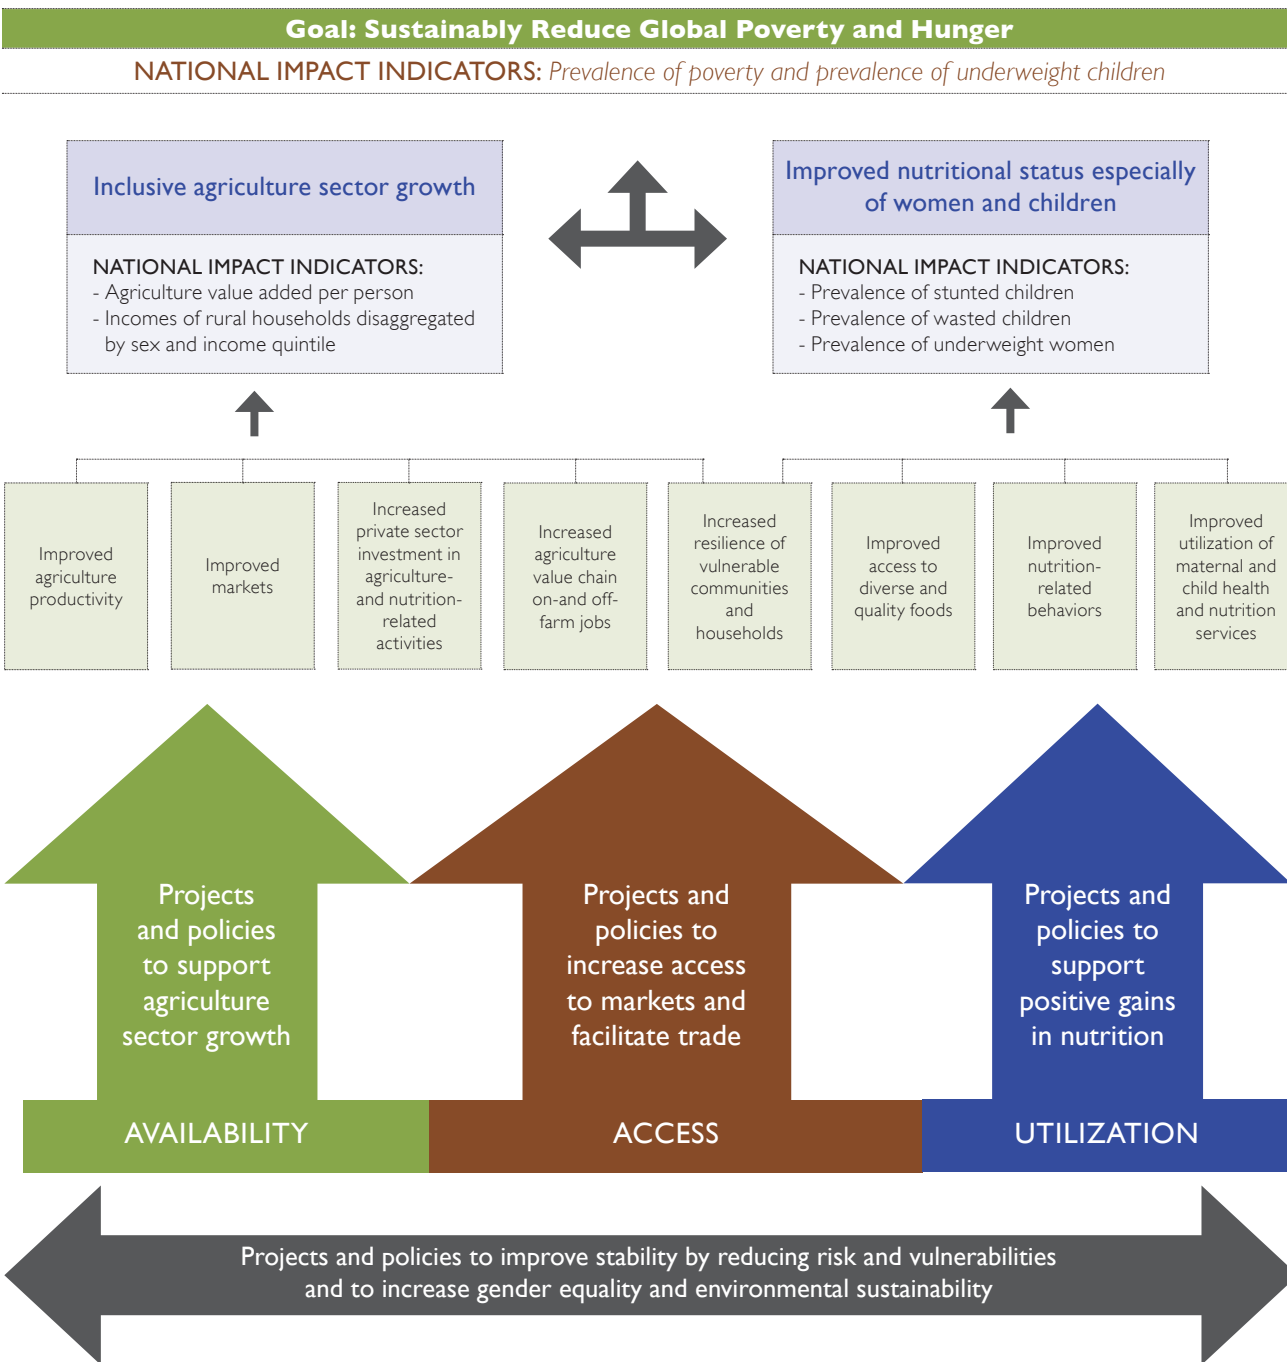 Goal: Sustainably Reduce Global Poverty and Hunger
NATIONAL IMPACT INDICATORS: Prevalence of poverty and prevalence of underweight children
Inclusive agriculture sector growth
NATIONAL IMPACT INDICATORS:
- Agriculture value added per person
- Incomes of rural households disaggregated
by sex and income quintile
Improved nutritional status especially
of women and children
NATIONAL IMPACT INDICATORS:
- Prevalence of stunted children
- Prevalence of wasted children
- Prevalence of underweight women
Improved
agriculture
productivity
Improved
markets
Increased
private sector
investment in
agriculture-
and nutrition-
related
activities
Increased
agriculture
value chain
on-and off-
farm jobs
Increased
resilience of
vulnerable
communities
and
households
Improved
access to
diverse and
quality foods
Improved
nutrition-
related
behaviors
Improved
utilization of
maternal and
child health
and nutrition
services
Projects
and policies
to support
agriculture
sector growth
AVAILABILITY
Projects and
policies to
increase access
to markets and
facilitate trade
ACCESS
Projects and
policies to
support
positive gains
in nutrition
UTILIZATION
Projects and policies to improve stability by reducing risk and vulnerabilities
and to increase gender equality and environmental sustainability